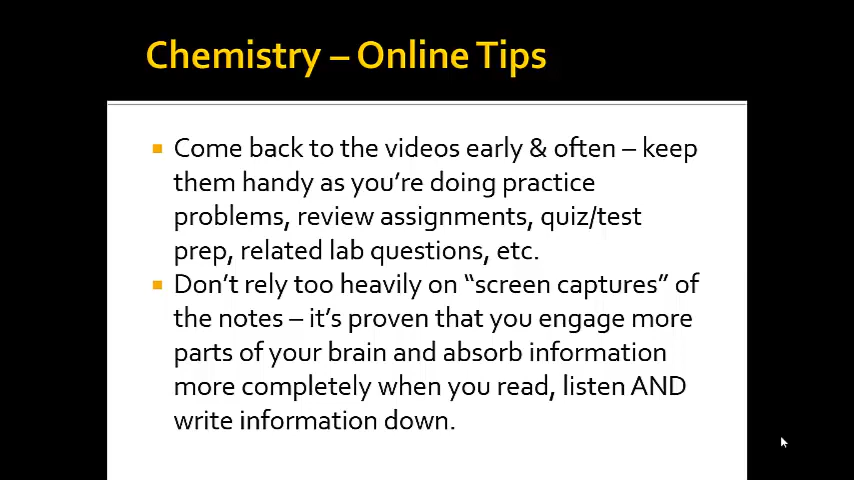 Chemistry – Online Tips
▪ Come back to the videos early & often – keep
them handy as you’re doing practice
problems, review assignments, quiz/test
prep, related lab questions, etc.
▪ Don’t rely too heavily on “screen captures” of
the notes – it’s proven that you engage more
parts of your brain and absorb information
more completely when you read, listen AND
write information down.